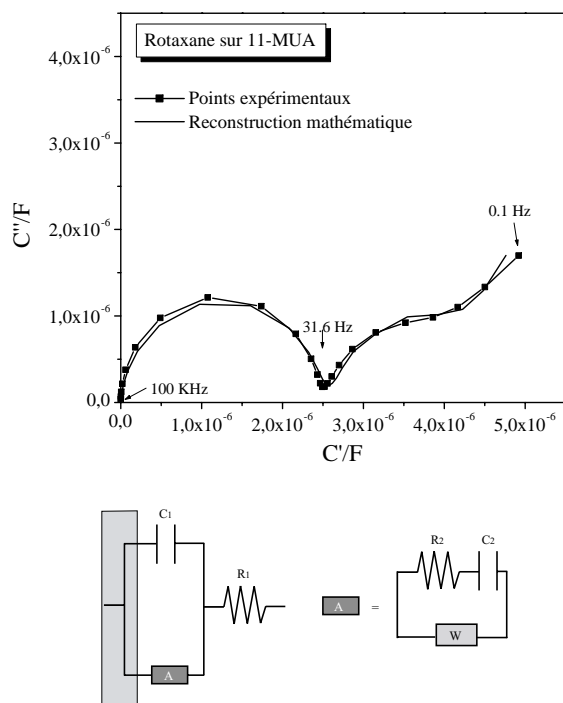 Rotaxane sur 11-MUA
Points expérimentaux
Reconstruction mathématique
4,0x10⁻⁶
3,0x10⁻⁶
2,0x10⁻⁶
1,0x10⁻⁶
0,0
C''/F
0.1 Hz
31.6 Hz
100 KHz
0,0 1,0x10⁻⁶ 2,0x10⁻⁶ 3,0x10⁻⁶ 4,0x10⁻⁶ 5,0x10⁻⁶
C'/F
C₁
R₁
A
A =
R₂ C₂
W